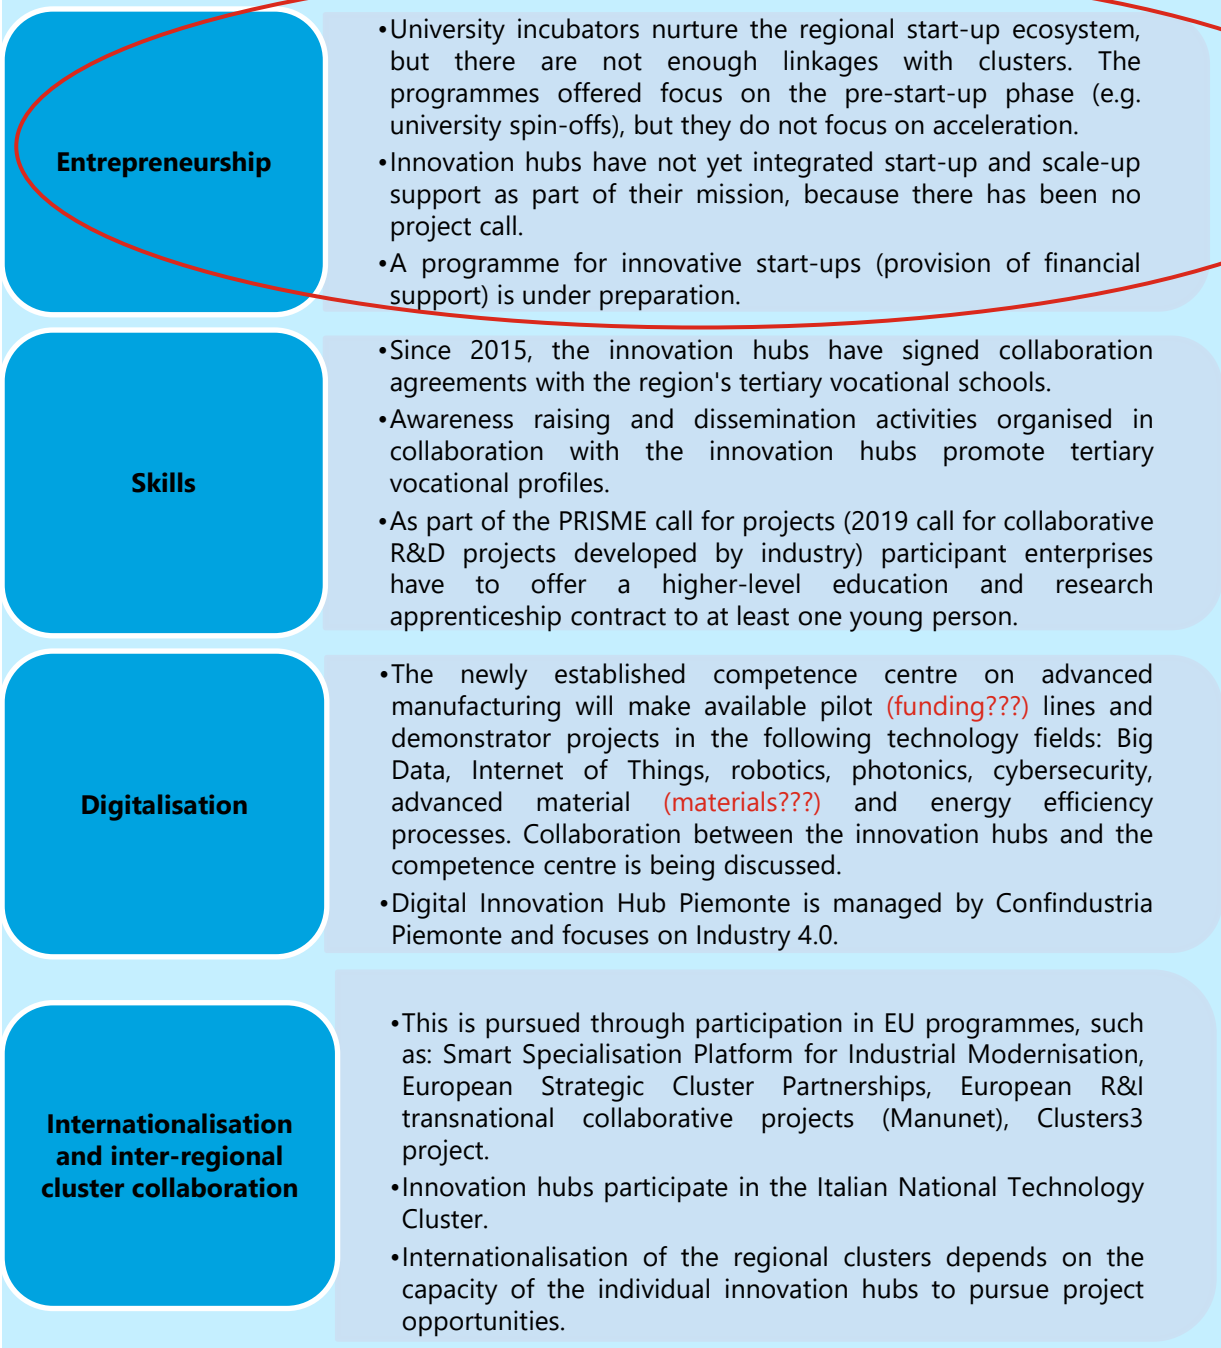 Entrepreneurship
•University incubators nurture the regional start-up ecosystem,
but there are not enough linkages with clusters. The
programmes offered focus on the pre-start-up phase (e.g.
university spin-offs), but they do not focus on acceleration.
•Innovation hubs have not yet integrated start-up and scale-up
support as part of their mission, because there has been no
project call.
•A programme for innovative start-ups (provision of financial
support) is under preparation.
Skills
•Since 2015, the innovation hubs have signed collaboration
agreements with the region's tertiary vocational schools.
•Awareness raising and dissemination activities organised in
collaboration with the innovation hubs promote tertiary
vocational profiles.
•As part of the PRISME call for projects (2019 call for collaborative
R&D projects developed by industry) participant enterprises
have to offer a higher-level education and research
apprenticeship contract to at least one young person.
Digitalisation
•The newly established competence centre on advanced
manufacturing will make available pilot (funding???) lines and
demonstrator projects in the following technology fields: Big
Data, Internet of Things, robotics, photonics, cybersecurity,
advanced material (materials???) and energy efficiency
processes. Collaboration between the innovation hubs and the
competence centre is being discussed.
•Digital Innovation Hub Piemonte is managed by Confindustria
Piemonte and focuses on Industry 4.0.
Internationalisation
and inter-regional
cluster collaboration
•This is pursued through participation in EU programmes, such
as: Smart Specialisation Platform for Industrial Modernisation,
European Strategic Cluster Partnerships, European R&I
transnational collaborative projects (Manunet), Clusters3
project.
•Innovation hubs participate in the Italian National Technology
Cluster.
•Internationalisation of the regional clusters depends on the
capacity of the individual innovation hubs to pursue project
opportunities.